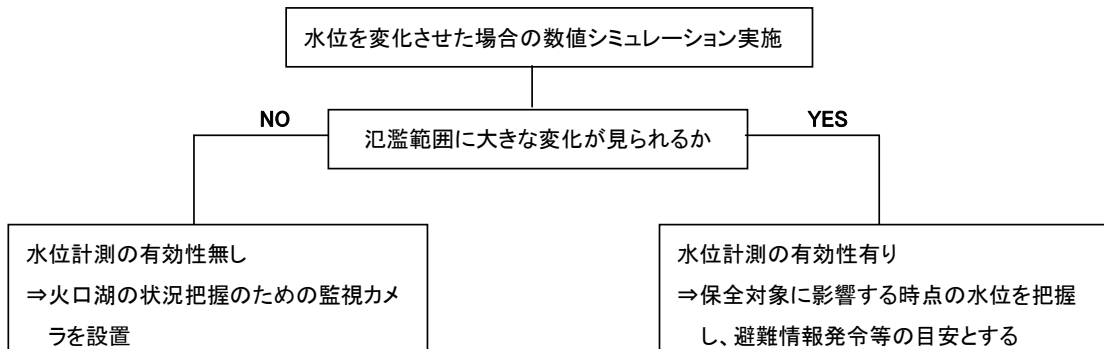 水位を変化させた場合の数値シミュレーション実施
NO
YES
氾濫範囲に大きな変化が見られるか
水位計測の有効性無し
⇒火口湖の状況把握のための監視カメ
ラを設置
水位計測の有効性有り
⇒保全対象に影響する時点の水位を把握
し、避難情報発令等の目安とする